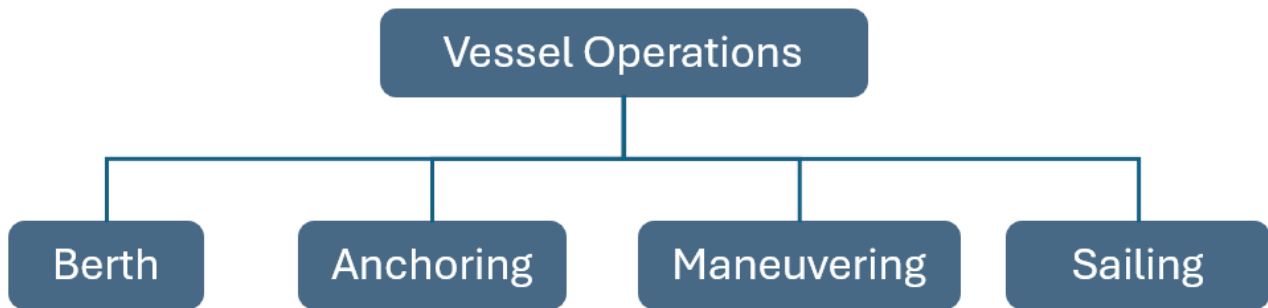 Vessel Operations
Berth
Anchoring
Maneuvering
Sailing